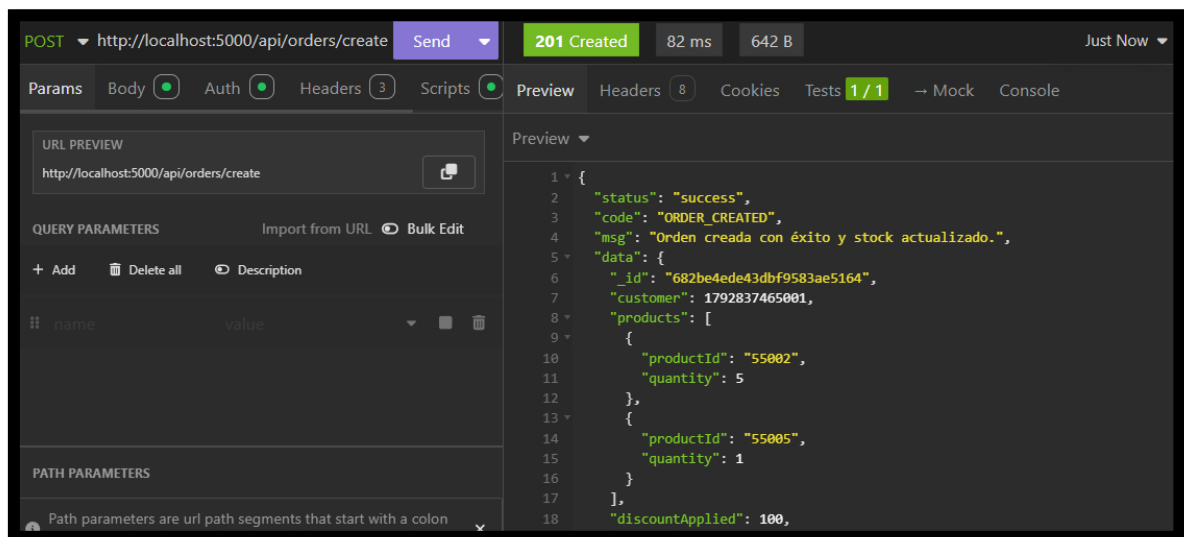 POST http://localhost:5000/api/orders/create Send
Params Body Auth Headers 3 Scripts
URL PREVIEW
http://localhost:5000/api/orders/create
QUERY PARAMETERS Import from URL Bulk Edit
+ Add Delete all Description
name value
PATH PARAMETERS
Path parameters are url path segments that start with a colon
201 Created 82 ms 642 B Just Now
Preview Headers 8 Cookies Tests 1 / 1 → Mock Console
Preview
1 {
2 "status": "success",
3 "code": "ORDER_CREATED",
4 "msg": "Orden creada con éxito y stock actualizado.",
5 "data": {
6 "_id": "682be4ede43dbf9583ae5164",
7 "customer": 1792837465001,
8 "products": [
9 {
10 "productId": "55002",
11 "quantity": 5
12 },
13 {
14 "productId": "55005",
15 "quantity": 1
16 }
17 ],
18 "discountApplied": 100,